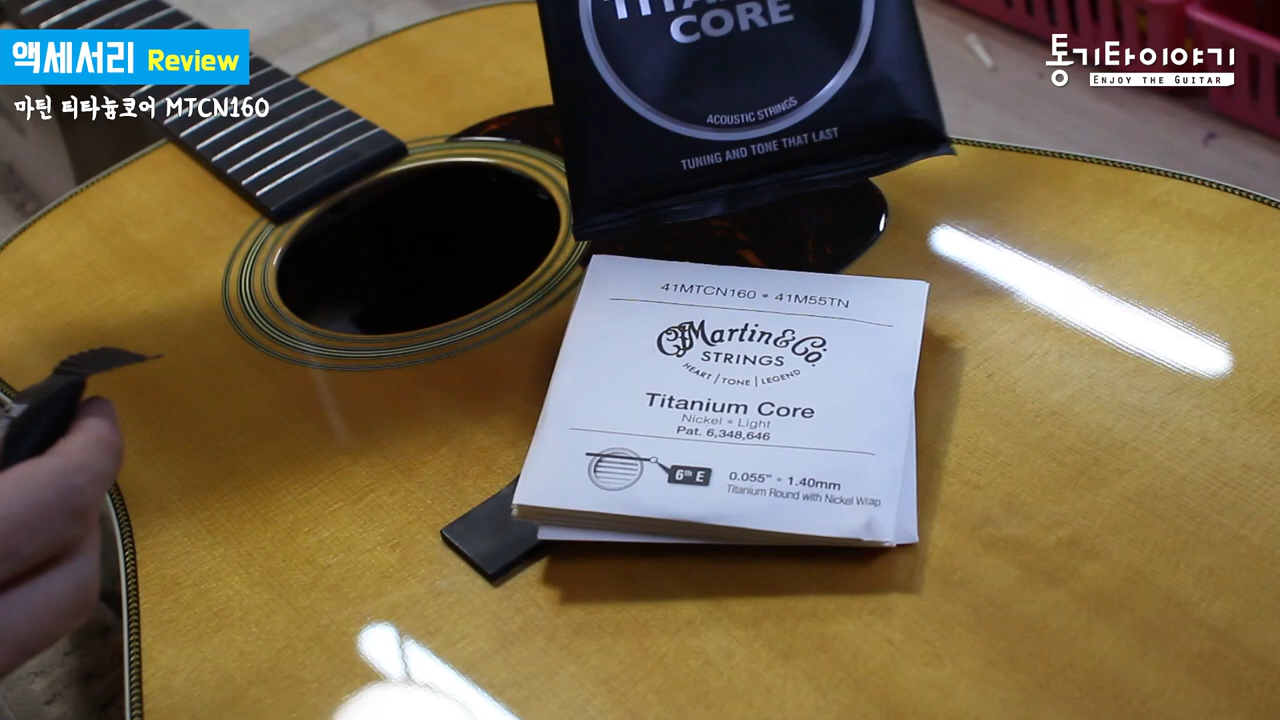 액세서리 Review
마틴 티타늄코어 MTCN160
통기타이야기
ENJOY THE GUITAR
CORE
ACOUSTIC STRINGS
TUNING AND TONE THAT LAST
41MTCN160 • 41M55TN
CFMartin&Co.
STRINGS
HEART / TONE | LEGEND
Titanium Core
Nickel • Light
Pat. 6,348,646
6th E
0.055" • 1.40mm
Titanium Round with Nickel Wrap